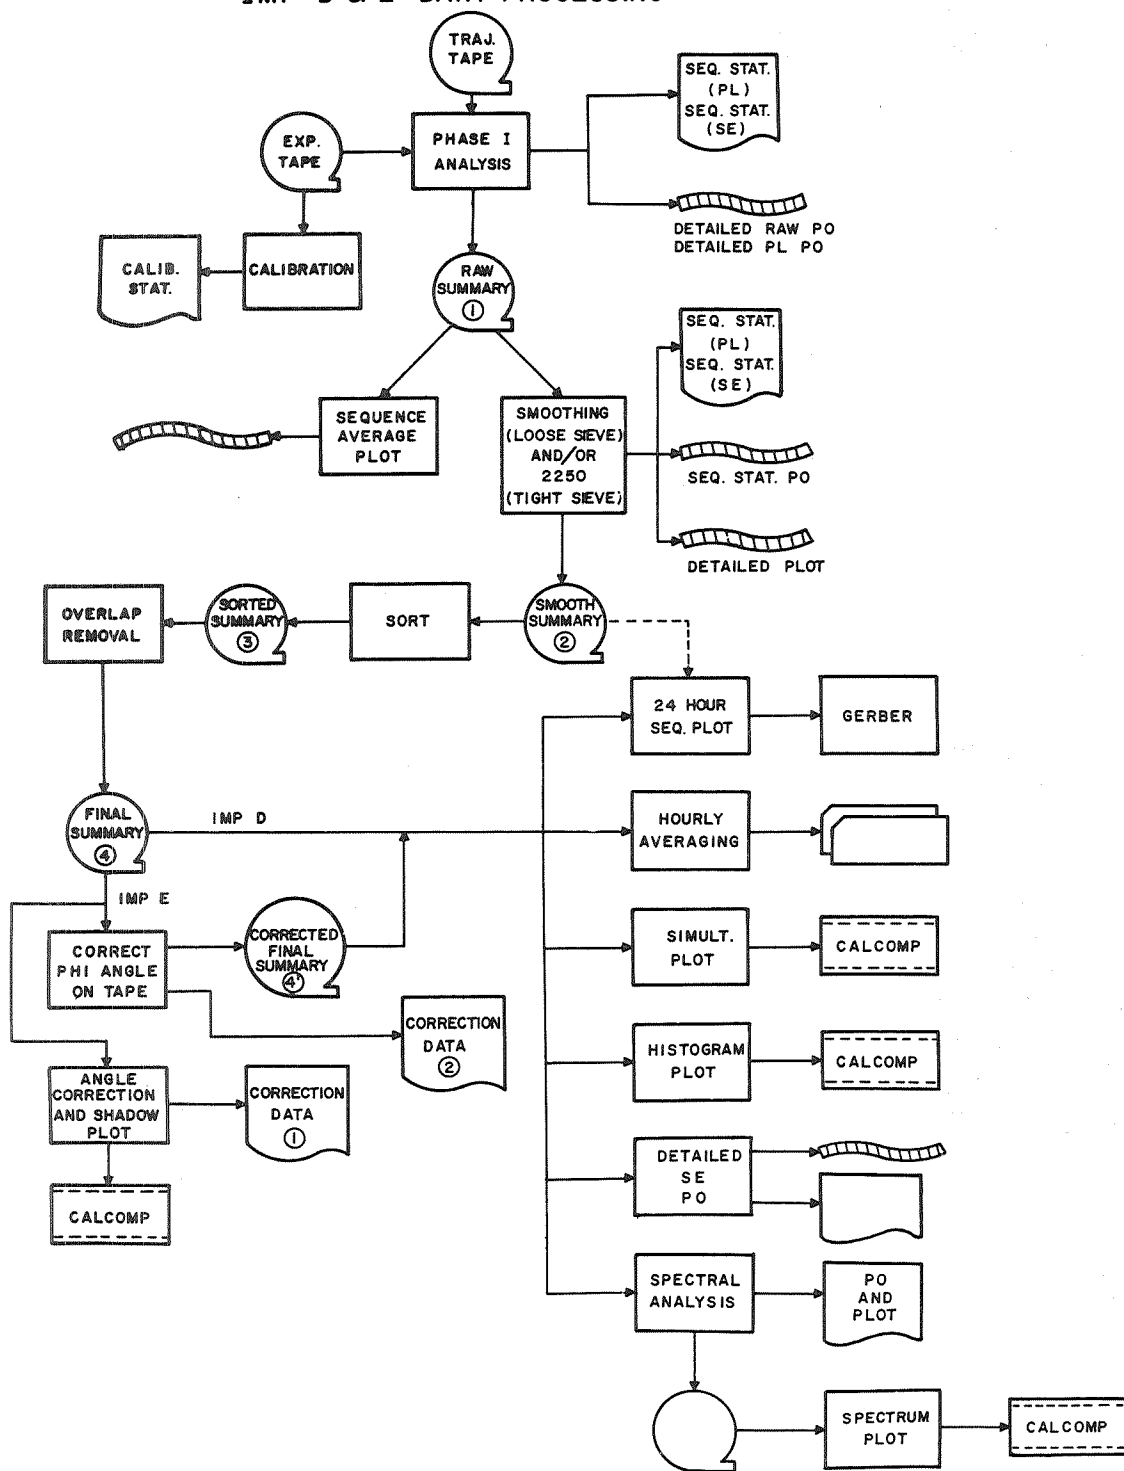 IMP D & E DATA PROCESSING
TRAJ.
TAPE
SEQ. STAT.
(PL)
SEQ. STAT.
(SE)
EXP.
TAPE
PHASE I
ANALYSIS
DETAILED RAW PO
DETAILED PL PO
CALIB.
STAT.
CALIBRATION
RAW
SUMMARY
1
SEQ. STAT.
(PL)
SEQ. STAT.
(SE)
SEQUENCE
AVERAGE
PLOT
SMOOTHING
(LOOSE SIEVE)
AND/OR
2250
(TIGHT SIEVE)
SEQ. STAT. PO
DETAILED PLOT
OVERLAP
REMOVAL
SORTED
SUMMARY
3
SORT
SMOOTH
SUMMARY
2
24 HOUR
SEQ. PLOT
GERBER
FINAL
SUMMARY
4
IMP D
HOURLY
AVERAGING
IMP E
CORRECT
PHI ANGLE
ON TAPE
CORRECTED
FINAL
SUMMARY
4'
SIMULT.
PLOT
CALCOMP
CORRECTION
DATA
2
HISTOGRAM
PLOT
CALCOMP
ANGLE
CORRECTION
AND SHADOW
PLOT
CORRECTION
DATA
1
DETAILED
SE
PO
CALCOMP
SPECTRAL
ANALYSIS
PO
AND
PLOT
SPECTRUM
PLOT
CALCOMP